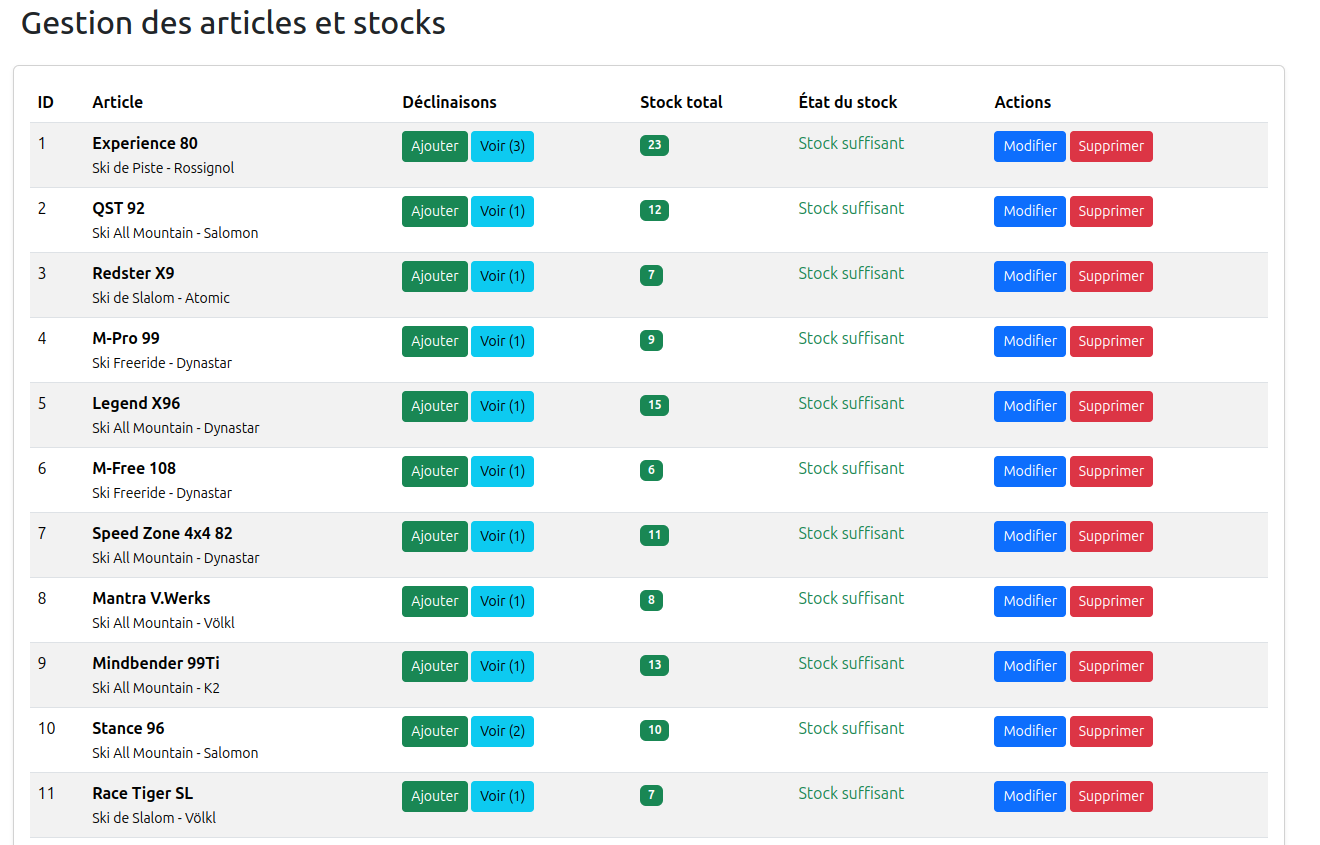 Gestion des articles et stocks
ID Article Déclinaisons Stock total État du stock Actions
1 Experience 80 Ajouter Voir (3) 23 Stock suffisant Modifier Supprimer
Ski de Piste - Rossignol
2 QST 92 Ajouter Voir (1) 12 Stock suffisant Modifier Supprimer
Ski All Mountain - Salomon
3 Redster X9 Ajouter Voir (1) 7 Stock suffisant Modifier Supprimer
Ski de Slalom - Atomic
4 M-Pro 99 Ajouter Voir (1) 9 Stock suffisant Modifier Supprimer
Ski Freeride - Dynastar
5 Legend X96 Ajouter Voir (1) 15 Stock suffisant Modifier Supprimer
Ski All Mountain - Dynastar
6 M-Free 108 Ajouter Voir (1) 6 Stock suffisant Modifier Supprimer
Ski Freeride - Dynastar
7 Speed Zone 4x4 82 Ajouter Voir (1) 11 Stock suffisant Modifier Supprimer
Ski All Mountain - Dynastar
8 Mantra V.Werks Ajouter Voir (1) 8 Stock suffisant Modifier Supprimer
Ski All Mountain - Völkl
9 Mindbender 99Ti Ajouter Voir (1) 13 Stock suffisant Modifier Supprimer
Ski All Mountain - K2
10 Stance 96 Ajouter Voir (2) 10 Stock suffisant Modifier Supprimer
Ski All Mountain - Salomon
11 Race Tiger SL Ajouter Voir (1) 7 Stock suffisant Modifier Supprimer
Ski de Slalom - Völkl